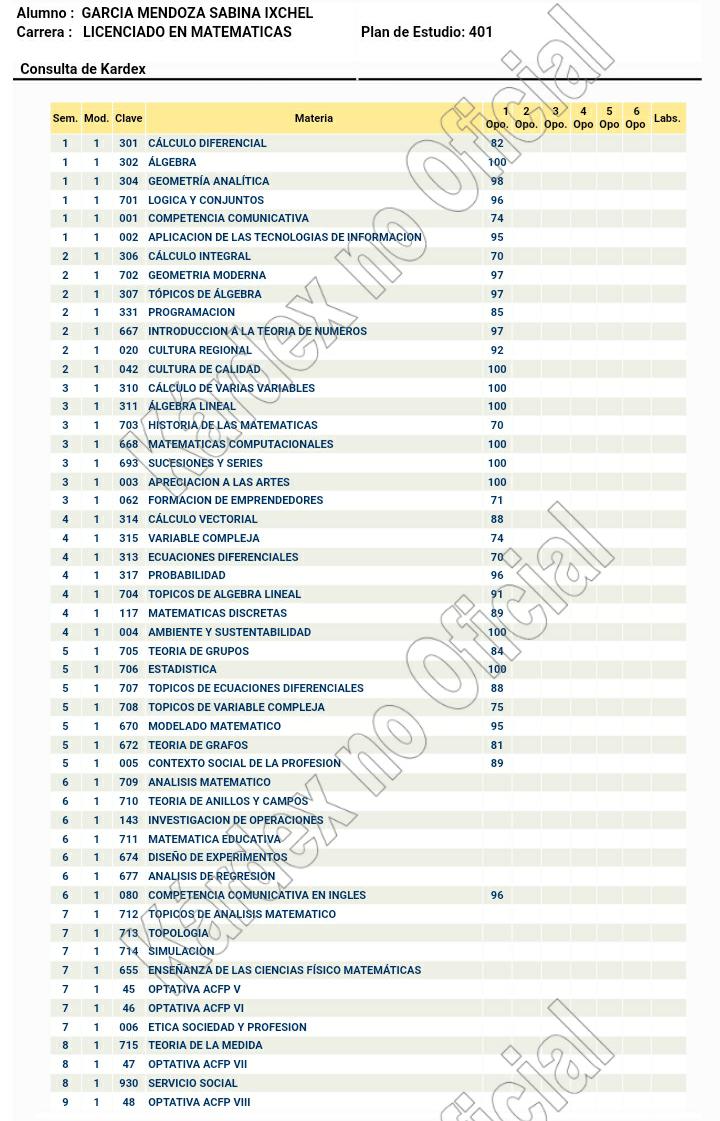 Alumno : GARCIA MENDOZA SABINA IXCHEL
Carrera : LICENCIADO EN MATEMATICAS Plan de Estudio: 401
Consulta de Kardex
Sem. Mod. Clave Materia 1 Opo. 2 Opo. 3 Opo. 4 Opo 5 Opo 6 Opo Labs.
1 1 301 CÁLCULO DIFERENCIAL 82
1 1 302 ÁLGEBRA 100
1 1 304 GEOMETRÍA ANALÍTICA 98
1 1 701 LOGICA Y CONJUNTOS 96
1 1 001 COMPETENCIA COMUNICATIVA 74
1 1 002 APLICACION DE LAS TECNOLOGIAS DE INFORMACION 95
2 1 306 CÁLCULO INTEGRAL 70
2 1 702 GEOMETRIA MODERNA 97
2 1 307 TÓPICOS DE ÁLGEBRA 97
2 1 331 PROGRAMACION 85
2 1 667 INTRODUCCION A LA TEORIA DE NUMEROS 97
2 1 020 CULTURA REGIONAL 92
2 1 042 CULTURA DE CALIDAD 100
3 1 310 CÁLCULO DE VARIAS VARIABLES 100
3 1 311 ÁLGEBRA LINEAL 100
3 1 703 HISTORIA DE LAS MATEMATICAS 70
3 1 668 MATEMATICAS COMPUTACIONALES 100
3 1 693 SUCESIONES Y SERIES 100
3 1 003 APRECIACION A LAS ARTES 100
3 1 062 FORMACION DE EMPRENDEDORES 71
4 1 314 CÁLCULO VECTORIAL 88
4 1 315 VARIABLE COMPLEJA 74
4 1 313 ECUACIONES DIFERENCIALES 70
4 1 317 PROBABILIDAD 96
4 1 704 TOPICOS DE ALGEBRA LINEAL 91
4 1 117 MATEMATICAS DISCRETAS 89
4 1 004 AMBIENTE Y SUSTENTABILIDAD 100
5 1 705 TEORIA DE GRUPOS 84
5 1 706 ESTADISTICA 100
5 1 707 TOPICOS DE ECUACIONES DIFERENCIALES 88
5 1 708 TOPICOS DE VARIABLE COMPLEJA 75
5 1 670 MODELADO MATEMATICO 95
5 1 672 TEORIA DE GRAFOS 81
5 1 005 CONTEXTO SOCIAL DE LA PROFESION 89
6 1 709 ANALISIS MATEMATICO
6 1 710 TEORIA DE ANILLOS Y CAMPOS
6 1 143 INVESTIGACION DE OPERACIONES
6 1 711 MATEMATICA EDUCATIVA
6 1 674 DISEÑO DE EXPERIMENTOS
6 1 677 ANALISIS DE REGRESION
6 1 080 COMPETENCIA COMUNICATIVA EN INGLES 96
7 1 712 TOPICOS DE ANALISIS MATEMATICO
7 1 713 TOPOLOGIA
7 1 714 SIMULACION
7 1 655 ENSEÑANZA DE LAS CIENCIAS FÍSICO MATEMÁTICAS
7 1 45 OPTATIVA ACFP V
7 1 46 OPTATIVA ACFP VI
7 1 006 ETICA SOCIEDAD Y PROFESION
8 1 715 TEORIA DE LA MEDIDA
8 1 47 OPTATIVA ACFP VII
8 1 930 SERVICIO SOCIAL
9 1 48 OPTATIVA ACFP VIII
Kárdex no Oficial
Kárdex no Oficial
Oficial